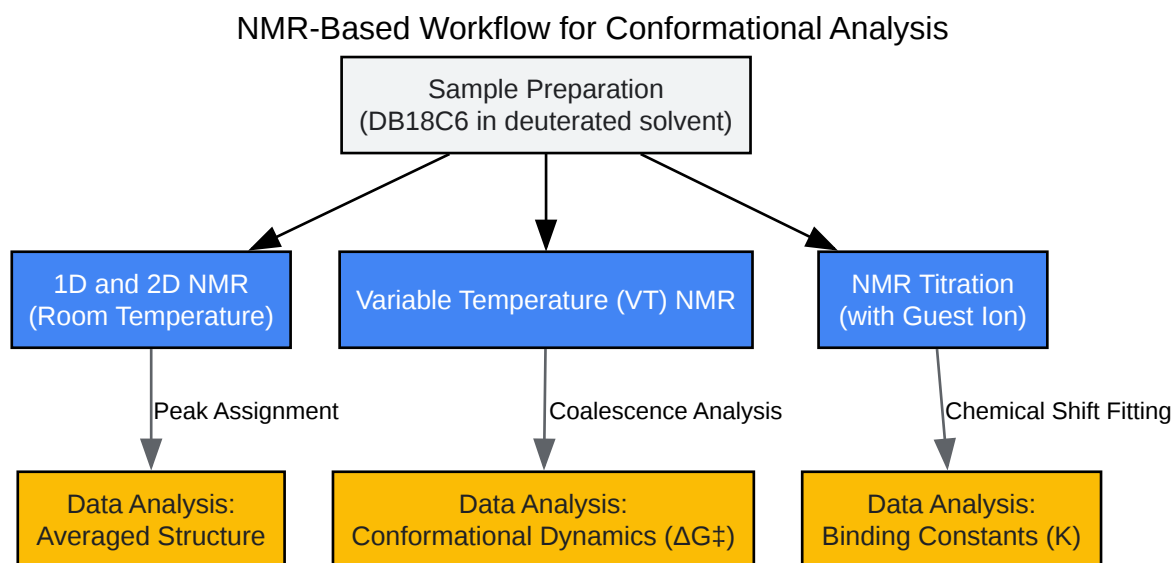 NMR-Based Workflow for Conformational Analysis
Sample Preparation
(DB18C6 in deuterated solvent)
1D and 2D NMR
(Room Temperature)
Variable Temperature (VT) NMR
NMR Titration
(with Guest Ion)
Peak Assignment
Coalescence Analysis
Chemical Shift Fitting
Data Analysis:
Averaged Structure
Data Analysis:
Conformational Dynamics (ΔG‡)
Data Analysis:
Binding Constants (K)